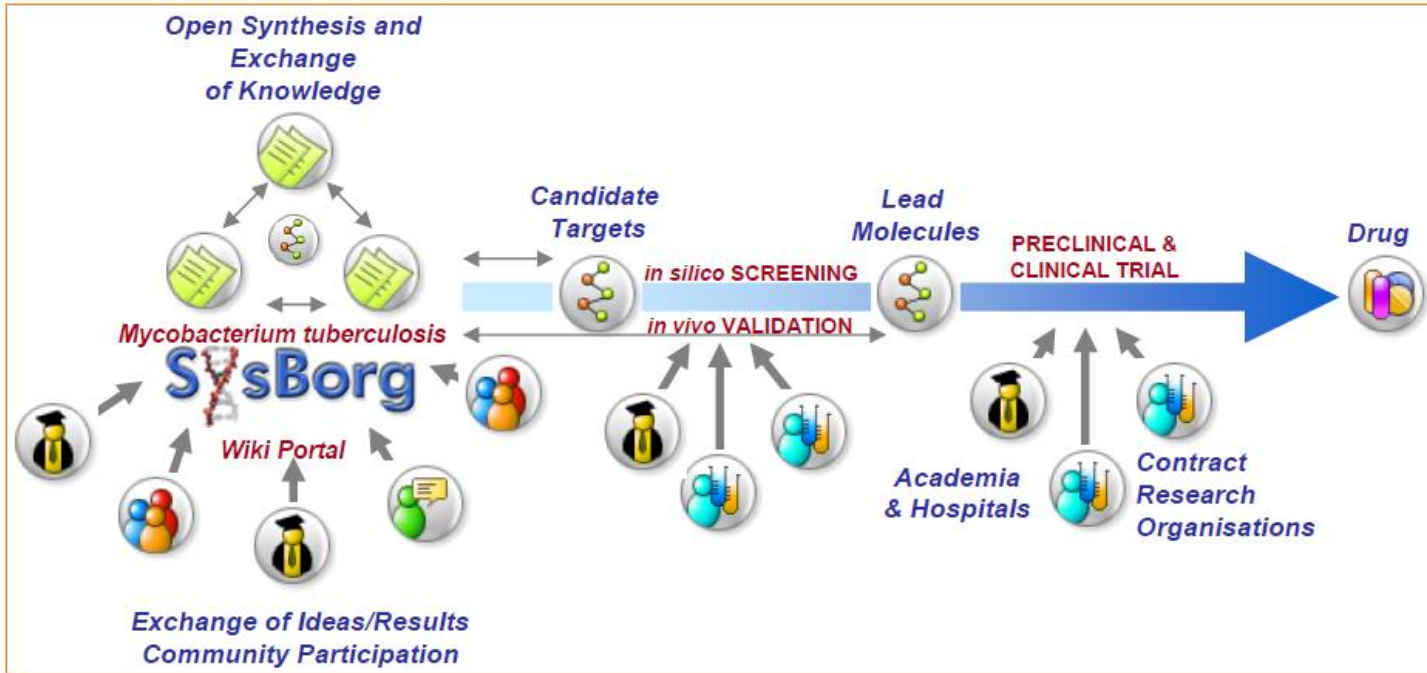 Open Synthesis and
Exchange
of Knowledge
Candidate
Targets
Lead
Molecules
Drug
in silico SCREENING
PRECLINICAL &
CLINICAL TRIAL
in vivo VALIDATION
Mycobacterium tuberculosis
SysBorg
Wiki Portal
Academia
& Hospitals
Contract
Research
Organisations
Exchange of Ideas/Results
Community Participation